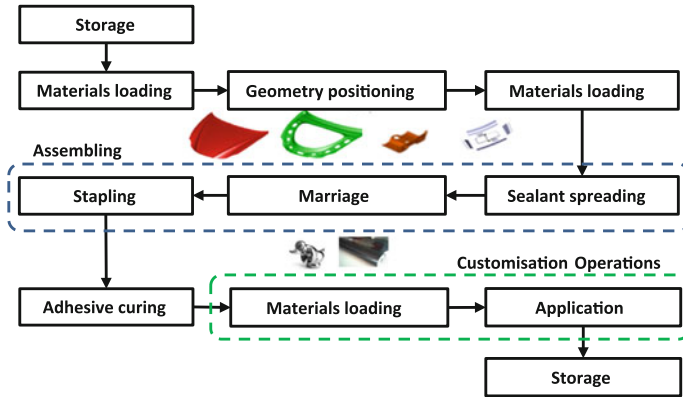 Storage
Materials loading
Geometry positioning
Materials loading
Assembling
Stapling
Marriage
Sealant spreading
Customisation Operations
Adhesive curing
Materials loading
Application
Storage